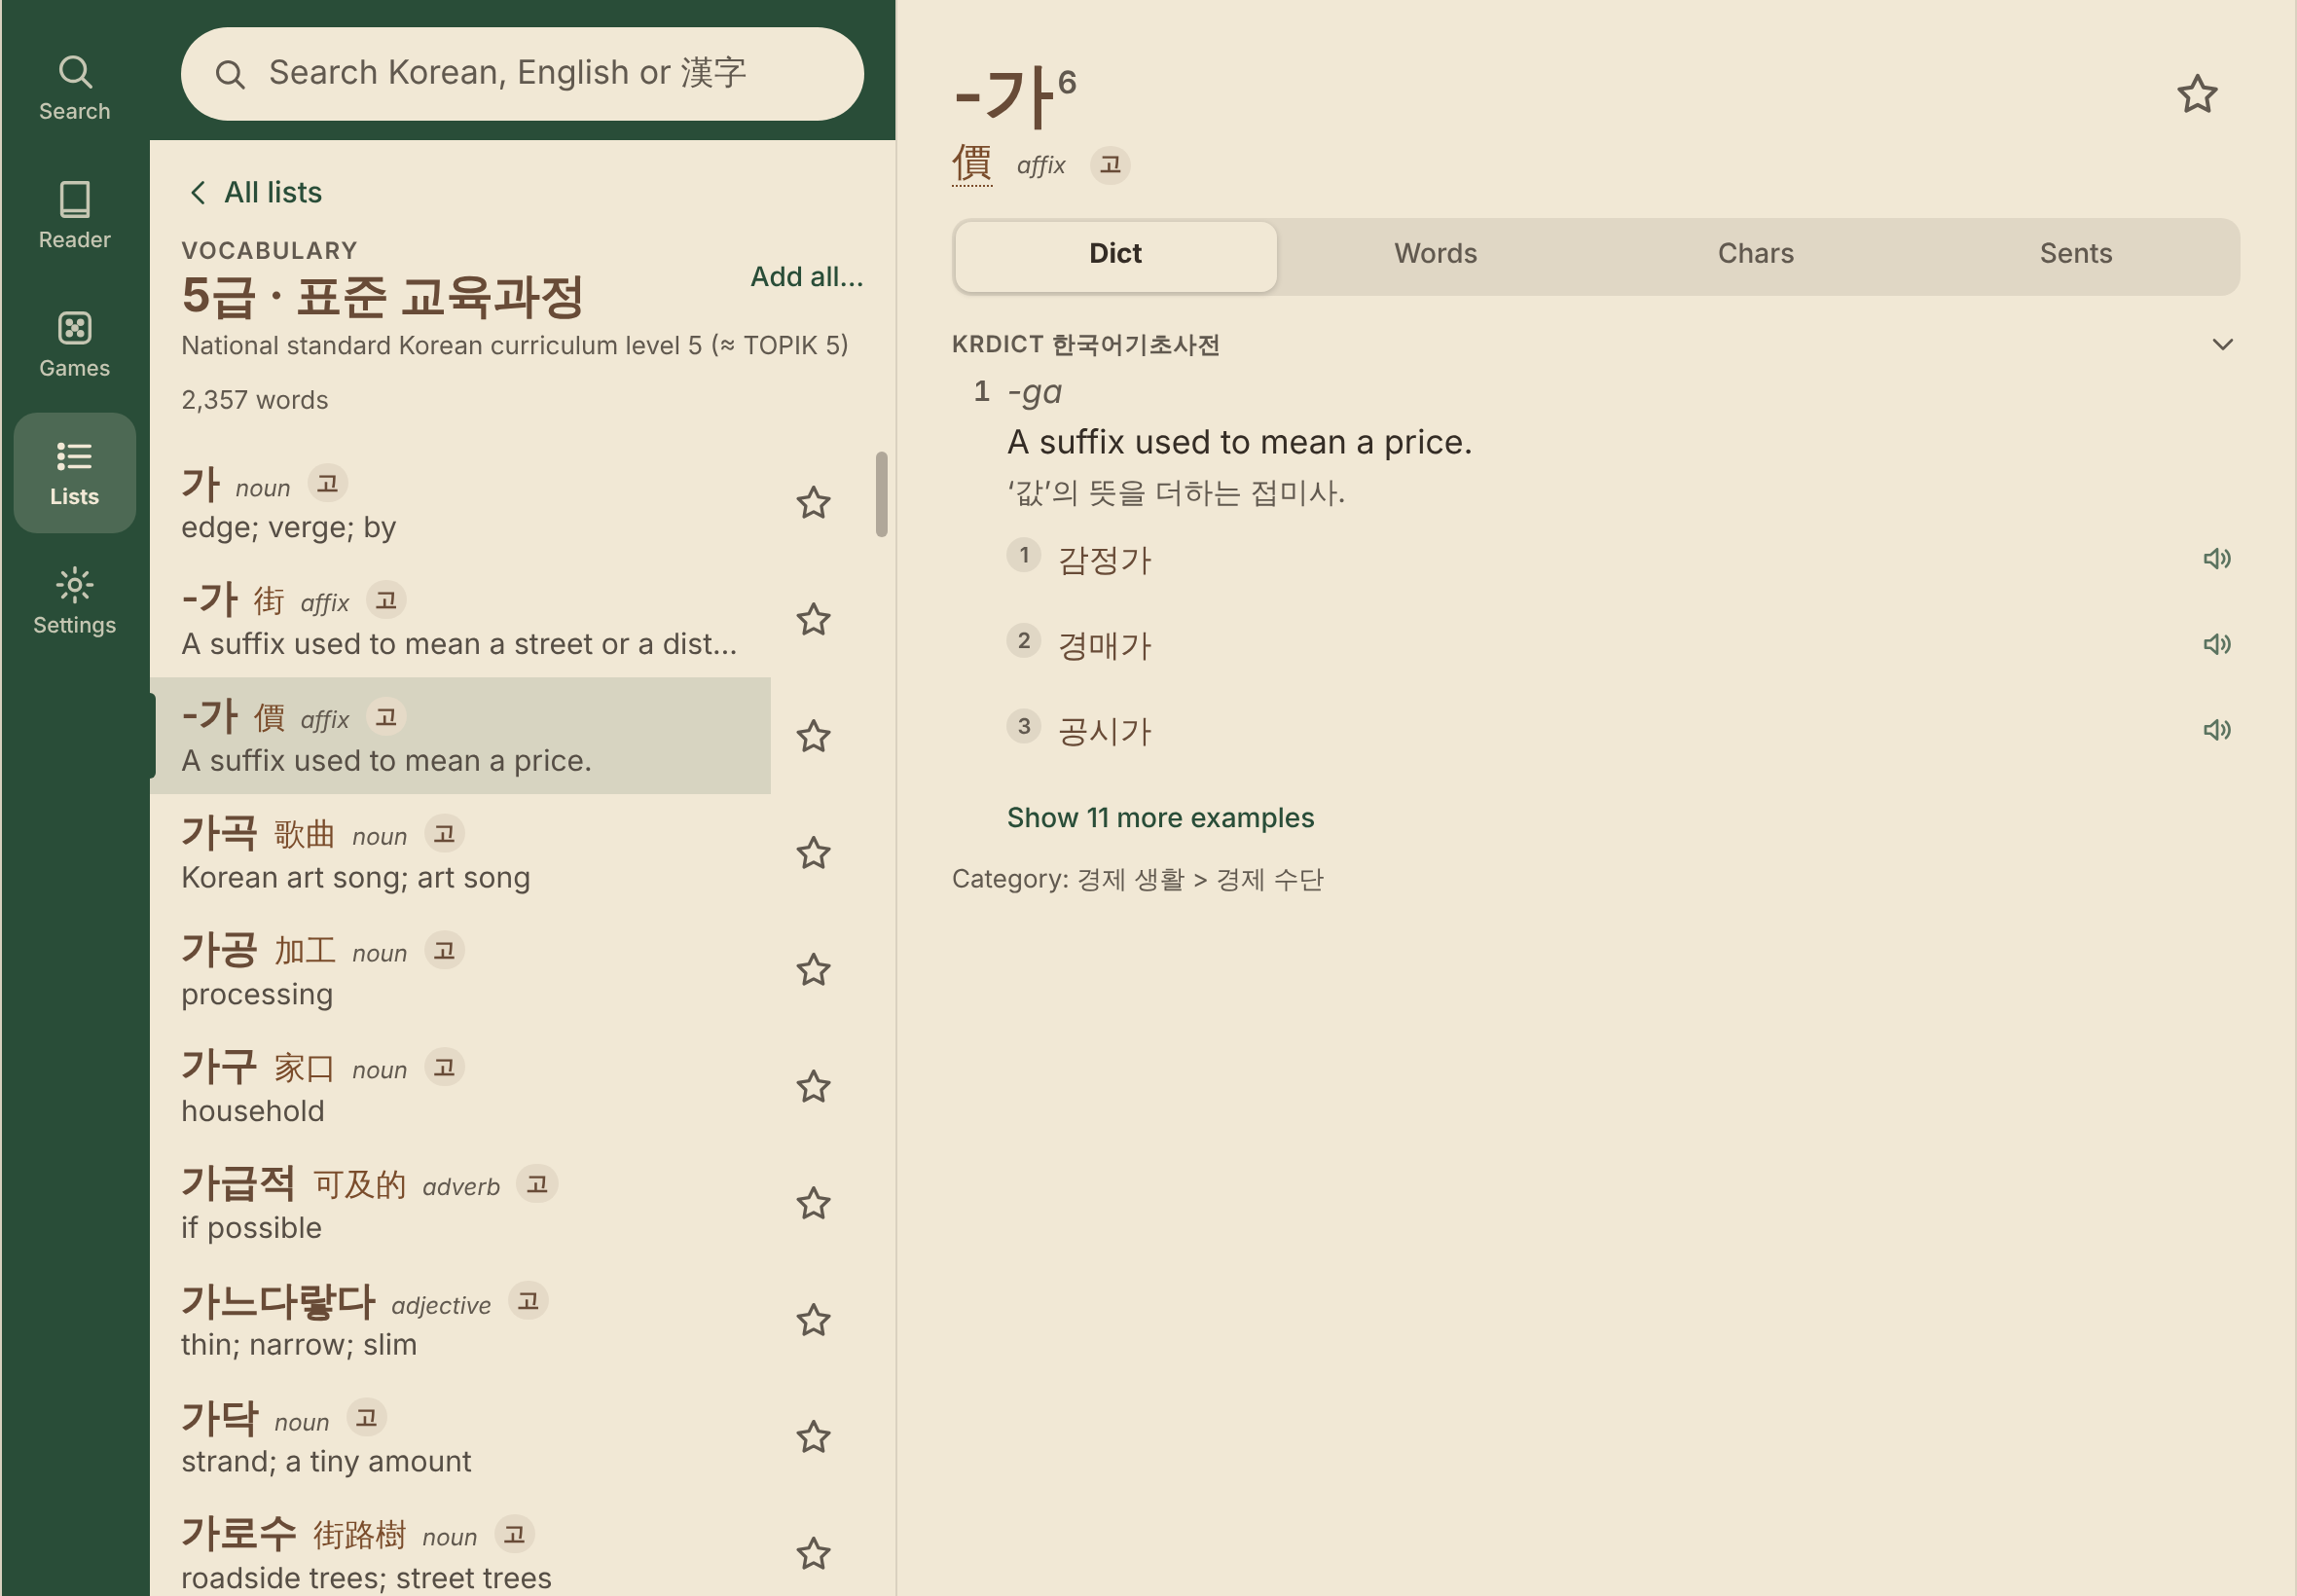 Search
Reader
Games
Lists
Settings
Search Korean, English or 漢字
All lists
VOCABULARY
5급 · 표준 교육과정
Add all...
National standard Korean curriculum level 5 (≈ TOPIK 5)
2,357 words
가 noun 고
edge; verge; by
-가 街 affix 고
A suffix used to mean a street or a dist...
-가 價 affix 고
A suffix used to mean a price.
가곡 歌曲 noun 고
Korean art song; art song
가공 加工 noun 고
processing
가구 家口 noun 고
household
가급적 可及的 adverb 고
if possible
가느다랗다 adjective 고
thin; narrow; slim
가닥 noun 고
strand; a tiny amount
가로수 街路樹 noun 고
roadside trees; street trees
-가6
價 affix 고
Dict Words Chars Sents
KRDICT 한국어기초사전
1 -ga
A suffix used to mean a price.
‘값’의 뜻을 더하는 접미사.
1 감정가
2 경매가
3 공시가
Show 11 more examples
Category: 경제 생활 > 경제 수단